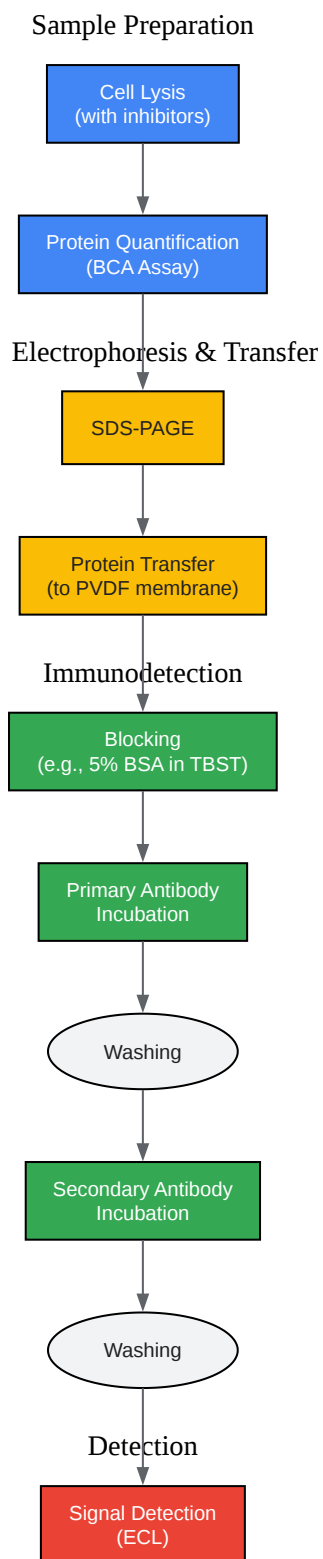 Sample Preparation
Cell Lysis
(with inhibitors)
Protein Quantification
(BCA Assay)
Electrophoresis & Transfer
SDS-PAGE
Protein Transfer
(to PVDF membrane)
Immunodetection
Blocking
(e.g., 5% BSA in TBST)
Primary Antibody
Incubation
Washing
Secondary Antibody
Incubation
Washing
Detection
Signal Detection
(ECL)